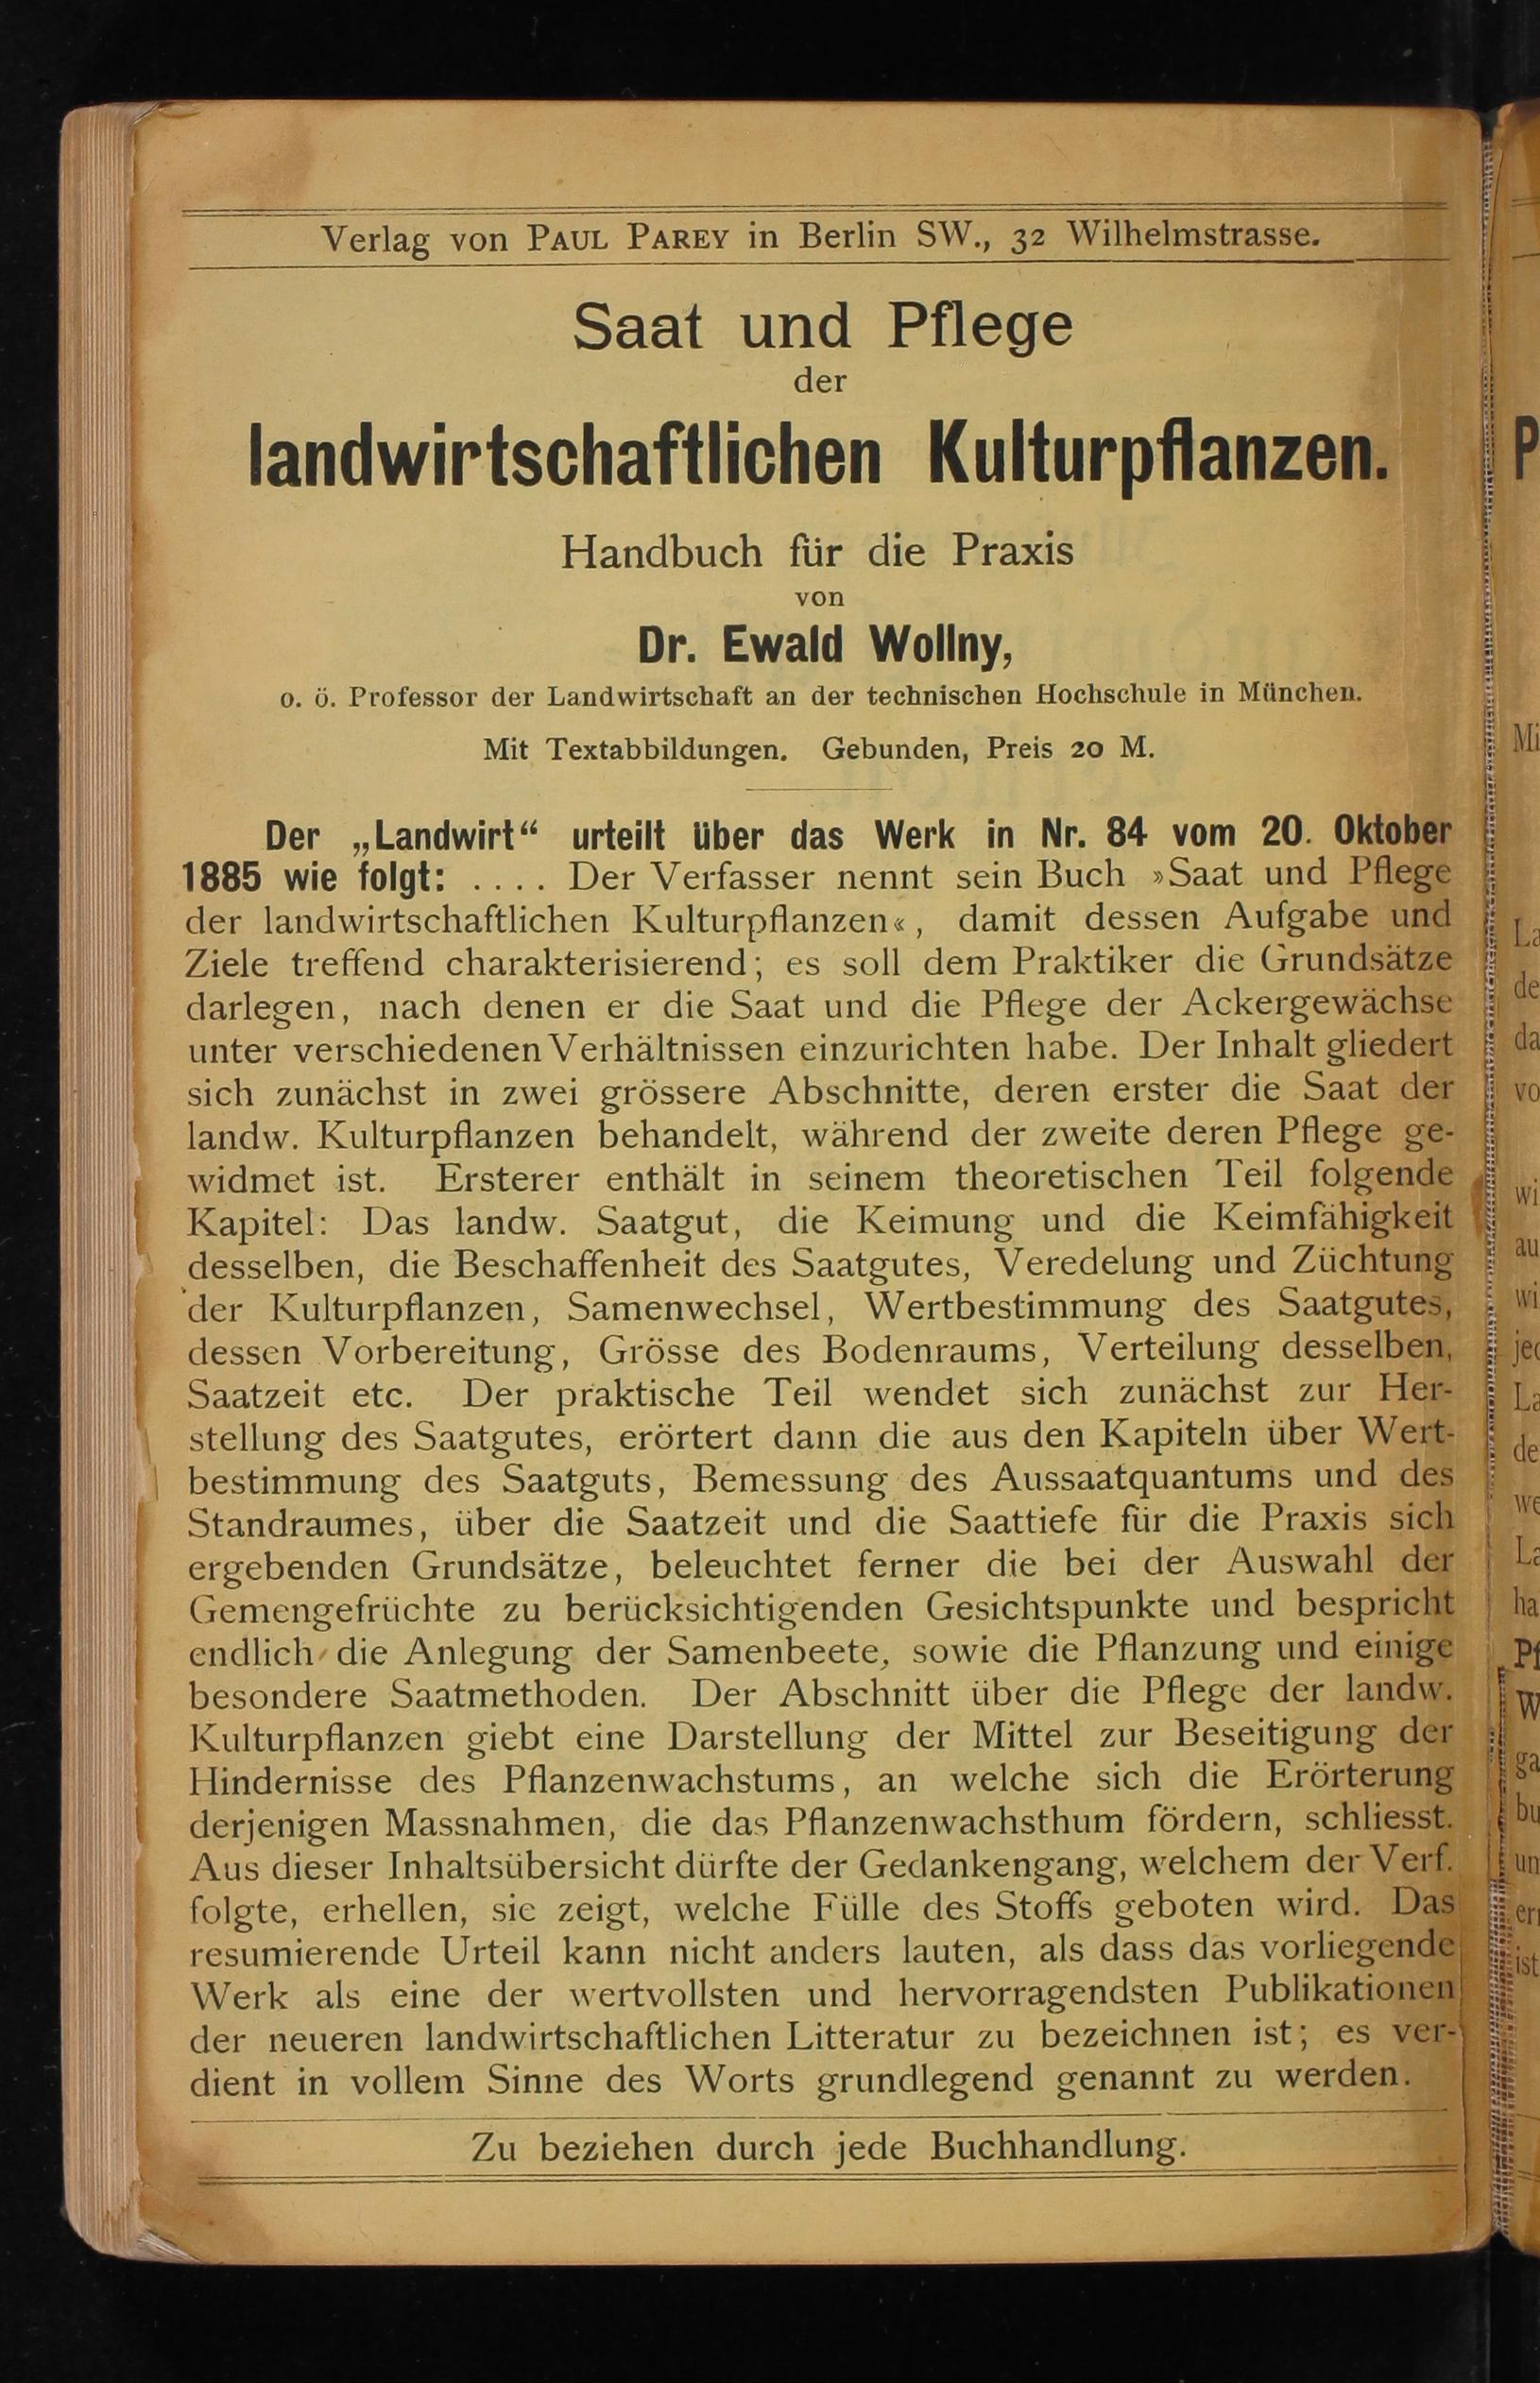 Verlag von PAUL PAREY in Berlin SW., 32 Wilhelmstrasse.
Saat und Pflege
der
landwirtschaftlichen Kulturpflanzen.
Handbuch für die Praxis
von
Dr. Ewald Wollny,
o. ö. Professor der Landwirtschaft an der technischen Hochschule in München.
Mit Textabbildungen. Gebunden, Preis 20 M.
Der „Landwirt“ urteilt über das Werk in Nr. 84 vom 20. Oktober
1885 wie folgt: .... Der Verfasser nennt sein Buch »Saat und Pflege
der landwirtschaftlichen Kulturpflanzen«, damit dessen Aufgabe und
Ziele treffend charakterisierend; es soll dem Praktiker die Grundsätze
darlegen, nach denen er die Saat und die Pflege der Ackergewächse
unter verschiedenen Verhältnissen einzurichten habe. Der Inhalt gliedert
sich zunächst in zwei grössere Abschnitte, deren erster die Saat der
landw. Kulturpflanzen behandelt, während der zweite deren Pflege ge-
widmet ist. Ersterer enthält in seinem theoretischen Teil folgende
Kapitel: Das landw. Saatgut, die Keimung und die Keimfähigkeit
desselben, die Beschaffenheit des Saatgutes, Veredelung und Züchtung
der Kulturpflanzen, Samenwechsel, Wertbestimmung des Saatgutes,
dessen Vorbereitung, Grösse des Bodenraums, Verteilung desselben,
Saatzeit etc. Der praktische Teil wendet sich zunächst zur Her-
stellung des Saatgutes, erörtert dann die aus den Kapiteln über Wert-
bestimmung des Saatguts, Bemessung des Aussaatquantums und des
Standraumes, über die Saatzeit und die Saattiefe für die Praxis sich
ergebenden Grundsätze, beleuchtet ferner die bei der Auswahl der
Gemengefrüchte zu berücksichtigenden Gesichtspunkte und bespricht
endlich die Anlegung der Samenbeete, sowie die Pflanzung und einige
besondere Saatmethoden. Der Abschnitt über die Pflege der landw.
Kulturpflanzen giebt eine Darstellung der Mittel zur Beseitigung der
Hindernisse des Pflanzenwachstums, an welche sich die Erörterung
derjenigen Massnahmen, die das Pflanzenwachsthum fördern, schliesst.
Aus dieser Inhaltsübersicht dürfte der Gedankengang, welchem der Verf.
folgte, erhellen, sie zeigt, welche Fülle des Stoffs geboten wird. Das
resumierende Urteil kann nicht anders lauten, als dass das vorliegende
Werk als eine der wertvollsten und hervorragendsten Publikationen
der neueren landwirtschaftlichen Litteratur zu bezeichnen ist; es ver-
dient in vollem Sinne des Worts grundlegend genannt zu werden.
Zu beziehen durch jede Buchhandlung.